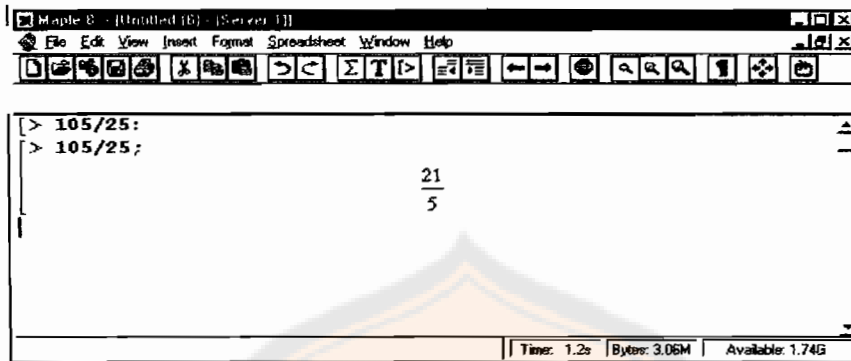 Maple 8 - [Untitled (6) - [Server 1]]
File Edit View Insert Format Spreadsheet Window Help
[> 105/25:
[> 105/25;
21
5
Time: 1.2s Bytes: 3.06M Available: 1.74G